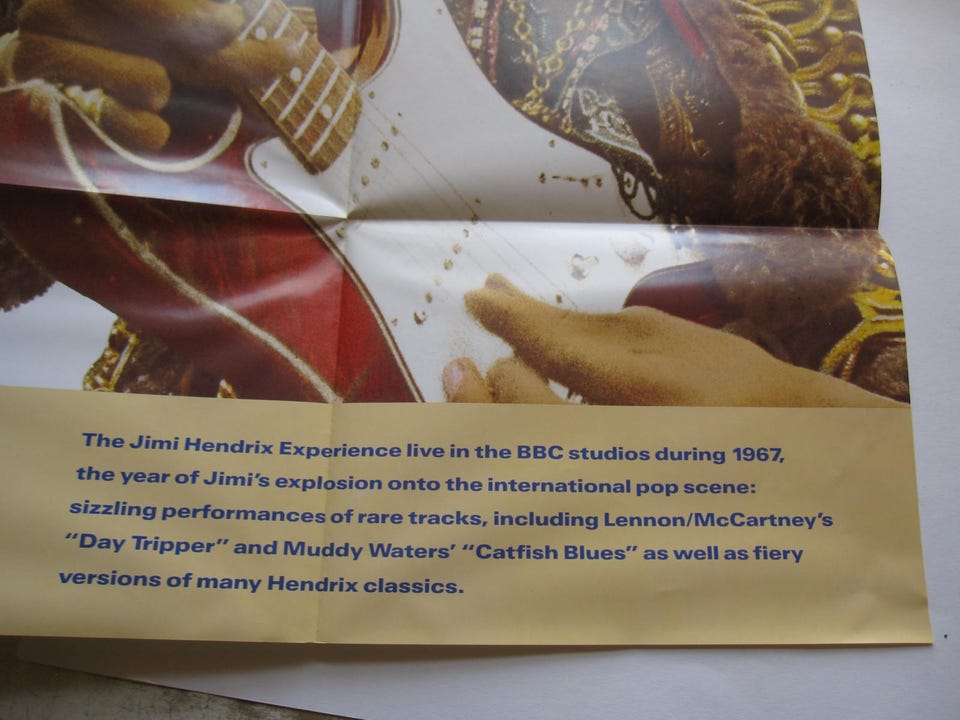 The Jimi Hendrix Experience live in the BBC studios during 1967,
the year of Jimi's explosion onto the international pop scene:
sizzling performances of rare tracks, including Lennon/McCartney's
"Day Tripper" and Muddy Waters' "Catfish Blues" as well as fiery
versions of many Hendrix classics.